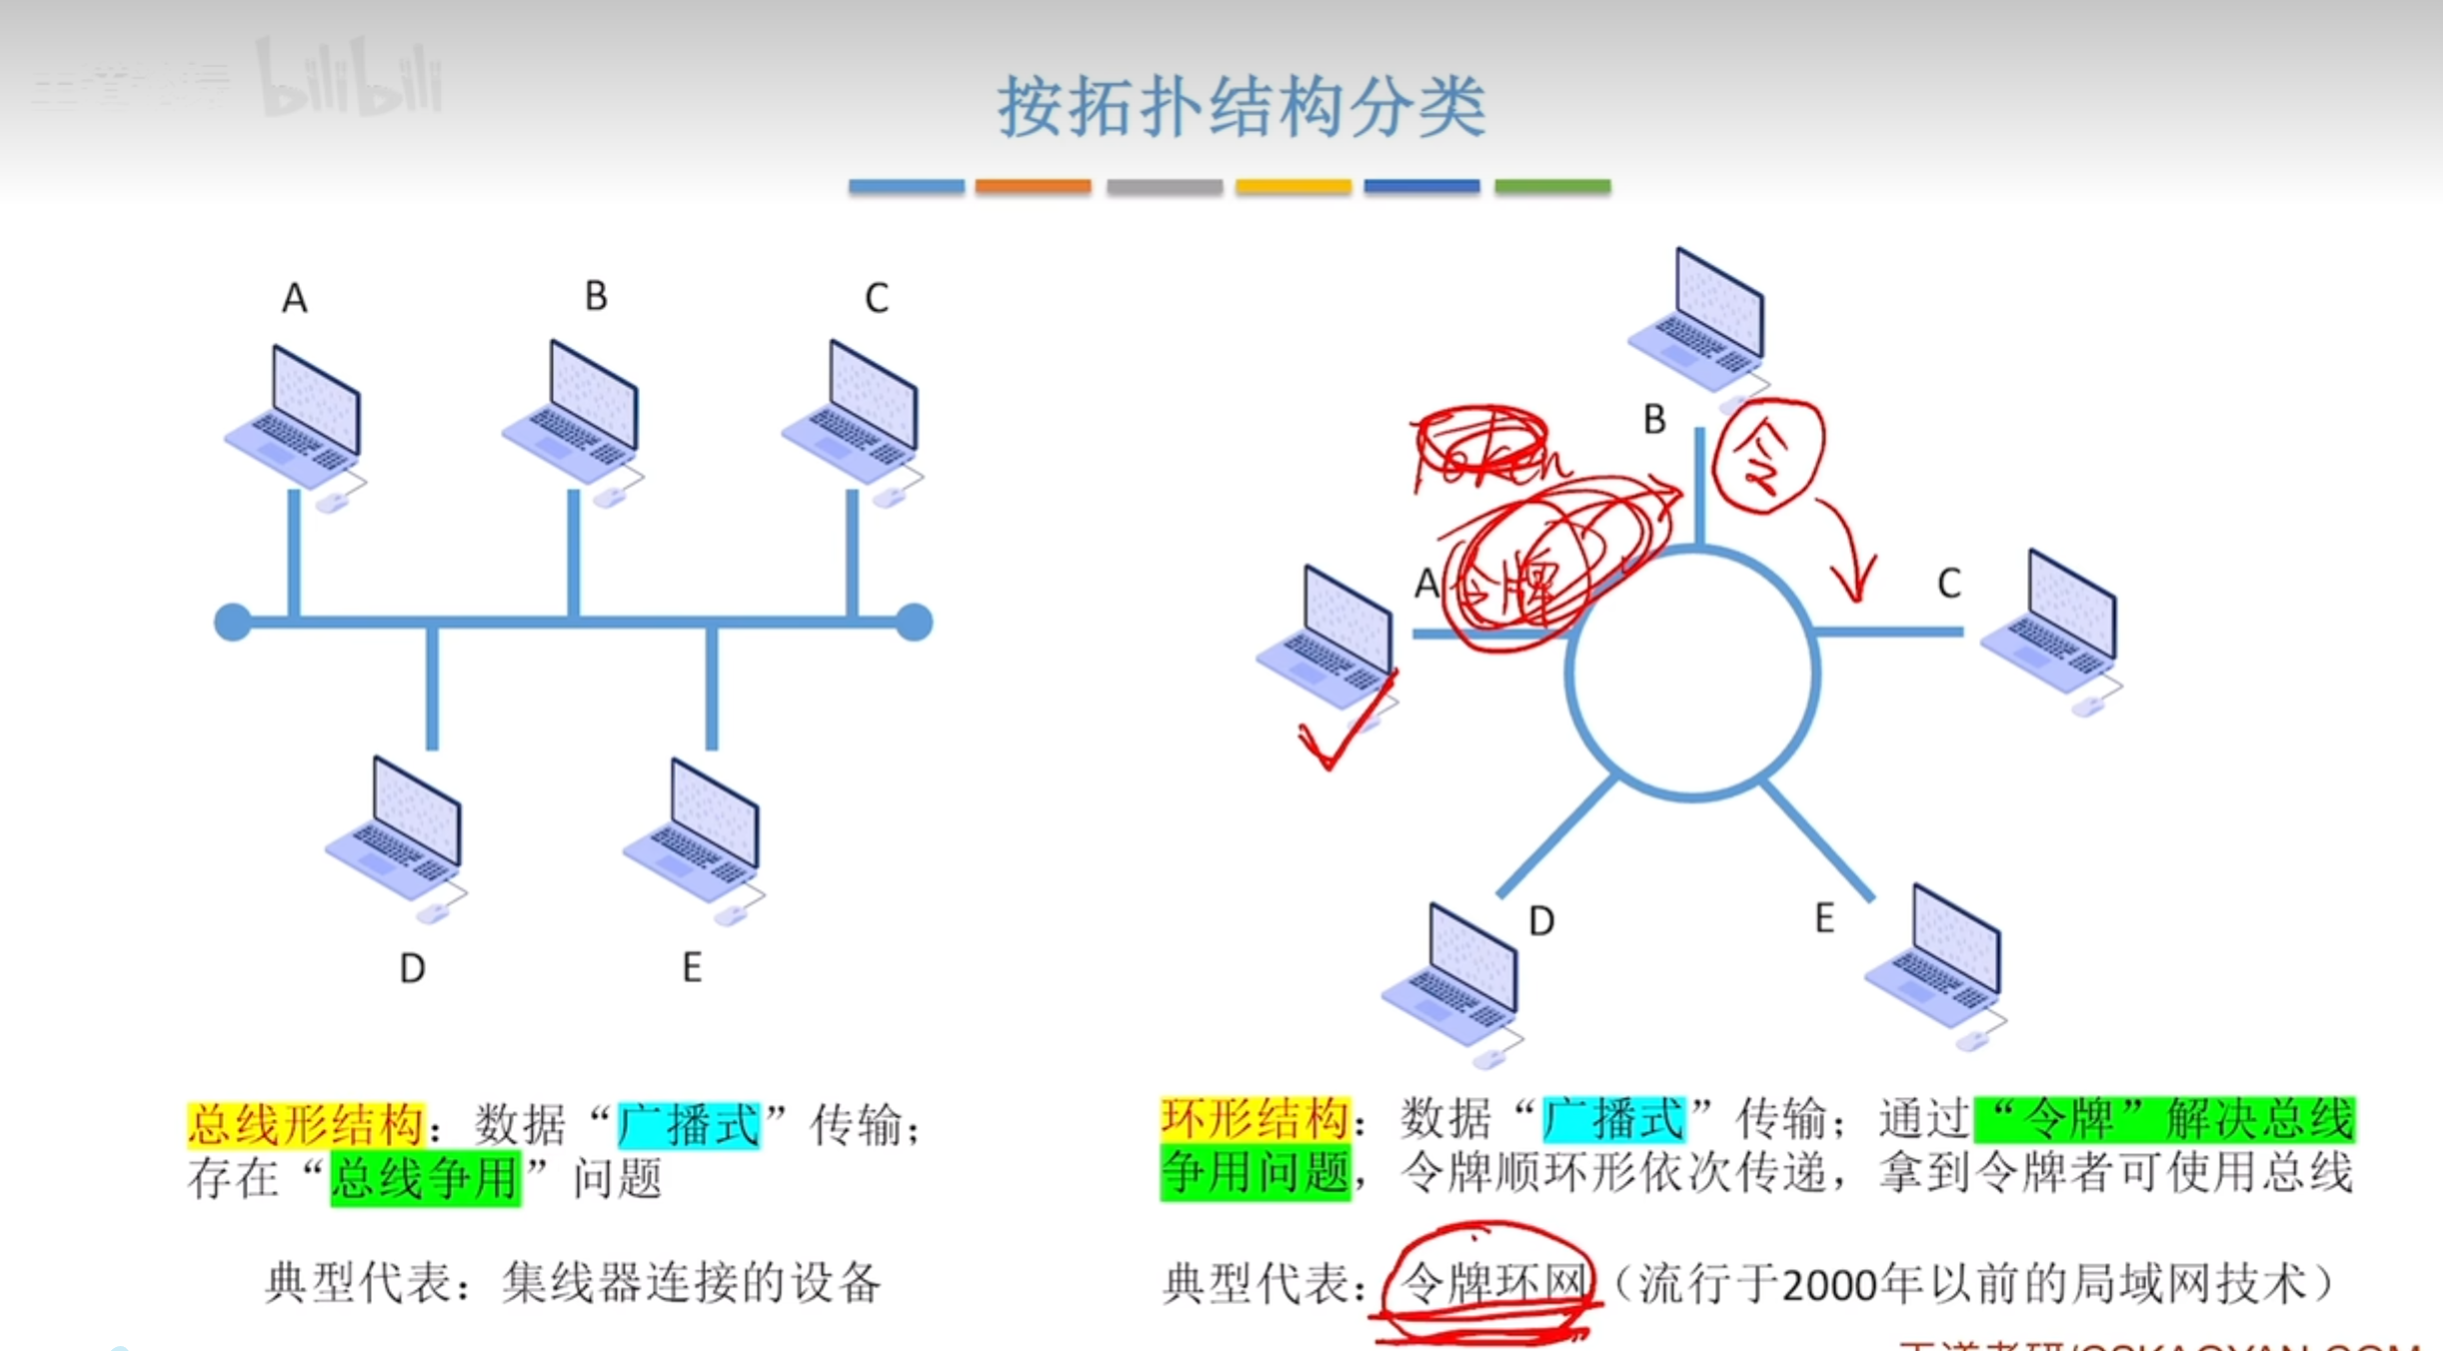 bilibili
按拓扑结构分类
A
B
C
D
E
总线形结构：数据“广播式”传输；
存在“总线争用”问题
典型代表：集线器连接的设备
B
令
Token
A
令牌
C
D
E
环形结构：数据“广播式”传输；通过“令牌”解决总线
争用问题，令牌顺环形依次传递，拿到令牌者可使用总线
典型代表：令牌环网（流行于2000年以前的局域网技术）